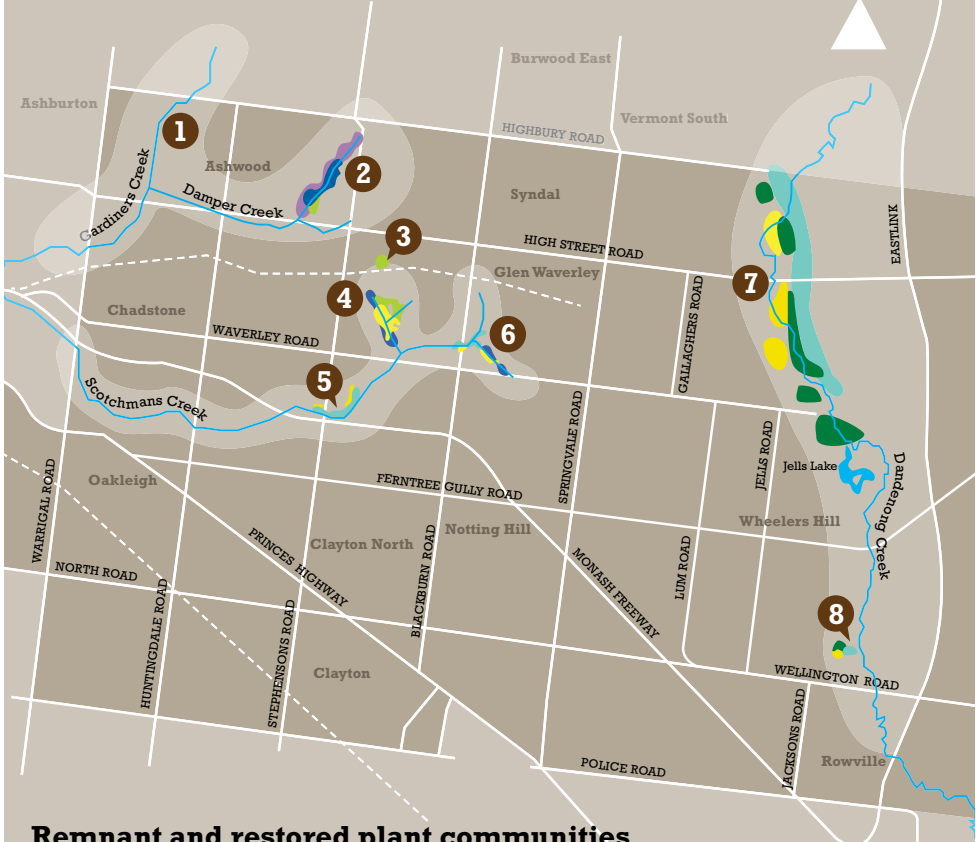 Burwood East
Ashburton
Vermont South
HIGHBURY ROAD
1
Ashwood
2
Syndal
Gardiners Creek
Damper Creek
3
HIGH STREET ROAD
EASTLINK
Glen Waverley
7
4
Chadstone
WAVERLEY ROAD
6
GALLAGHERS ROAD
5
Scotchmans Creek
SPRINGVALE ROAD
JELLS ROAD
Jells Lake
Dandenong Creek
Oakleigh
WARRIGAL ROAD
FERNTREE GULLY ROAD
Notting Hill
Wheelers Hill
Clayton North
PRINCES HIGHWAY
BLACKBURN ROAD
MONASH FREEWAY
LUM ROAD
NORTH ROAD
HUNTINGDALE ROAD
STEPHENSONS ROAD
8
Clayton
WELLINGTON ROAD
JACKSONS ROAD
POLICE ROAD
Rowville
Remnant and restored plant communities